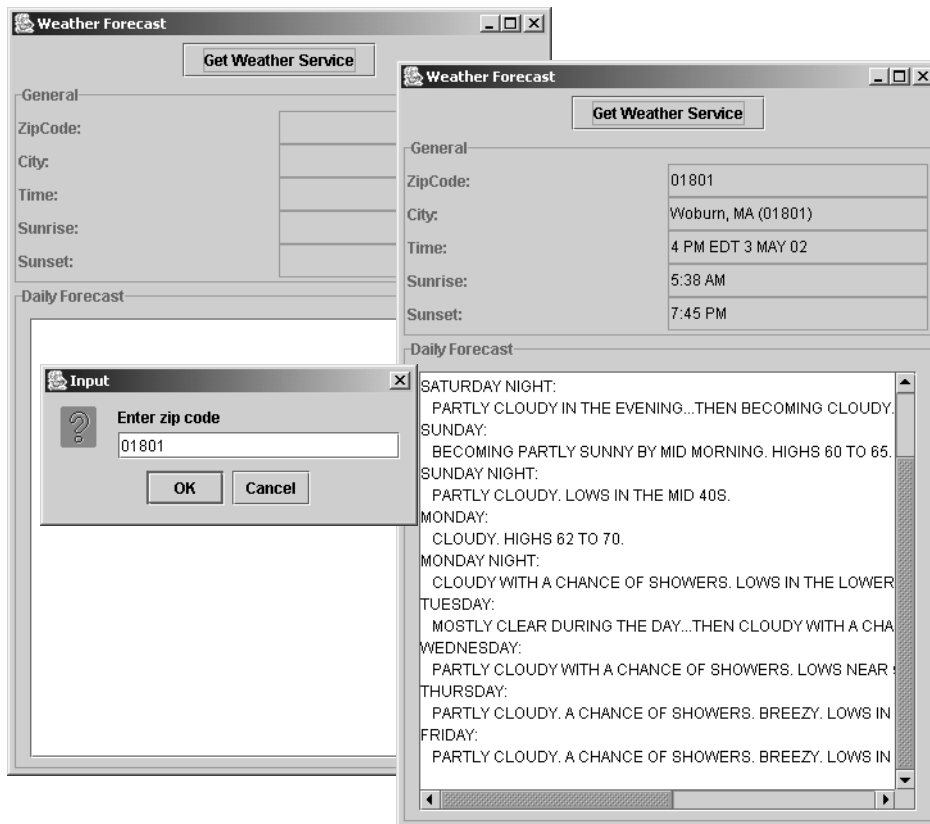 Weather Forecast
Get Weather Service
General
ZipCode:
City:
Time:
Sunrise:
Sunset:
Daily Forecast
Input
Enter zip code
01801
OK Cancel
Weather Forecast
Get Weather Service
General
ZipCode: 01801
City: Woburn, MA (01801)
Time: 4 PM EDT 3 MAY 02
Sunrise: 5:38 AM
Sunset: 7:45 PM
Daily Forecast
SATURDAY NIGHT:
PARTLY CLOUDY IN THE EVENING...THEN BECOMING CLOUDY.
SUNDAY:
BECOMING PARTLY SUNNY BY MID MORNING. HIGHS 60 TO 65.
SUNDAY NIGHT:
PARTLY CLOUDY. LOWS IN THE MID 40S.
MONDAY:
CLOUDY. HIGHS 62 TO 70.
MONDAY NIGHT:
CLOUDY WITH A CHANCE OF SHOWERS. LOWS IN THE LOWER
TUESDAY:
MOSTLY CLEAR DURING THE DAY...THEN CLOUDY WITH A CHA
WEDNESDAY:
PARTLY CLOUDY WITH A CHANCE OF SHOWERS. LOWS NEAR
THURSDAY:
PARTLY CLOUDY. A CHANCE OF SHOWERS. BREEZY. LOWS IN
FRIDAY:
PARTLY CLOUDY. A CHANCE OF SHOWERS. BREEZY. LOWS IN